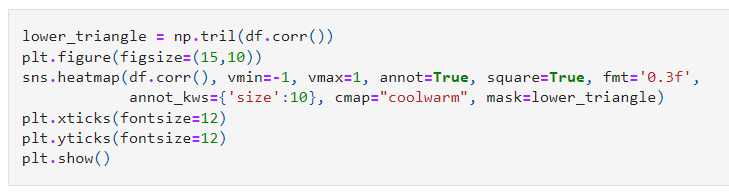 lower_triangle = np.tril(df.corr())
plt.figure(figsize=(15,10))
sns.heatmap(df.corr(), vmin=-1, vmax=1, annot=True, square=True, fmt='0.3f',
            annot_kws={'size':10}, cmap="coolwarm", mask=lower_triangle)
plt.xticks(fontsize=12)
plt.yticks(fontsize=12)
plt.show()